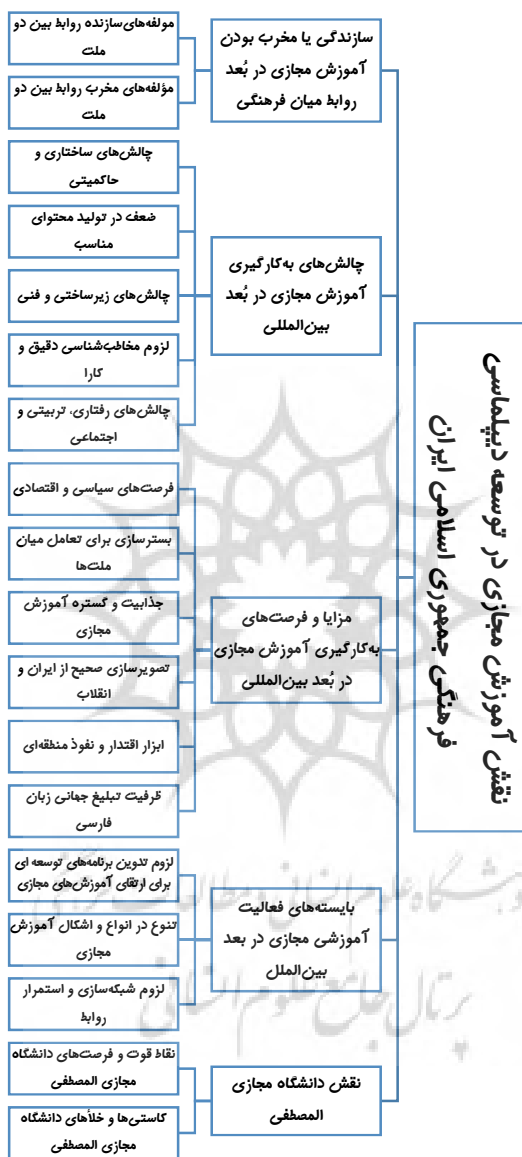 نقش آموزش مجازی در توسعه دیپلماسی
فرهنگی جمهوری اسلامی ایران
سازندگی یا مخرب بودن
آموزش مجازی در بُعد
روابط میان فرهنگی
مولفه‌های سازنده روابط بین دو
ملت
مؤلفه‌های مخرب روابط بین دو
ملت
چالش‌های به‌کارگیری
آموزش مجازی در بُعد
بین‌المللی
چالش‌های ساختاری و
حاکمیتی
ضعف در تولید محتوای
مناسب
چالش‌های زیرساختی و فنی
لزوم مخاطب‌شناسی دقیق و
کارا
چالش‌های رفتاری، تربیتی و
اجتماعی
مزایا و فرصت‌های
به‌کارگیری آموزش مجازی
در بُعد بین‌المللی
فرصت‌های سیاسی و اقتصادی
بسترسازی برای تعامل میان
ملت‌ها
جذابیت و گستره آموزش
مجازی
تصویرسازی صحیح از ایران و
انقلاب
ابزار اقتدار و نفوذ منطقه‌ای
ظرفیت تبلیغ جهانی زبان
فارسی
بایسته‌های فعالیت
آموزشی مجازی در بعد
بین‌الملل
لزوم تدوین برنامه‌های توسعه ای
برای ارتقای آموزش‌های مجازی
تنوع در انواع و اشکال آموزش
مجازی
لزوم شبکه‌سازی و استمرار
روابط
نقش دانشگاه مجازی
المصطفی
نقاط قوت و فرصت‌های دانشگاه
مجازی المصطفی
کاستی‌ها و خلأهای دانشگاه
مجازی المصطفی
پرتال جامع علوم انسانی